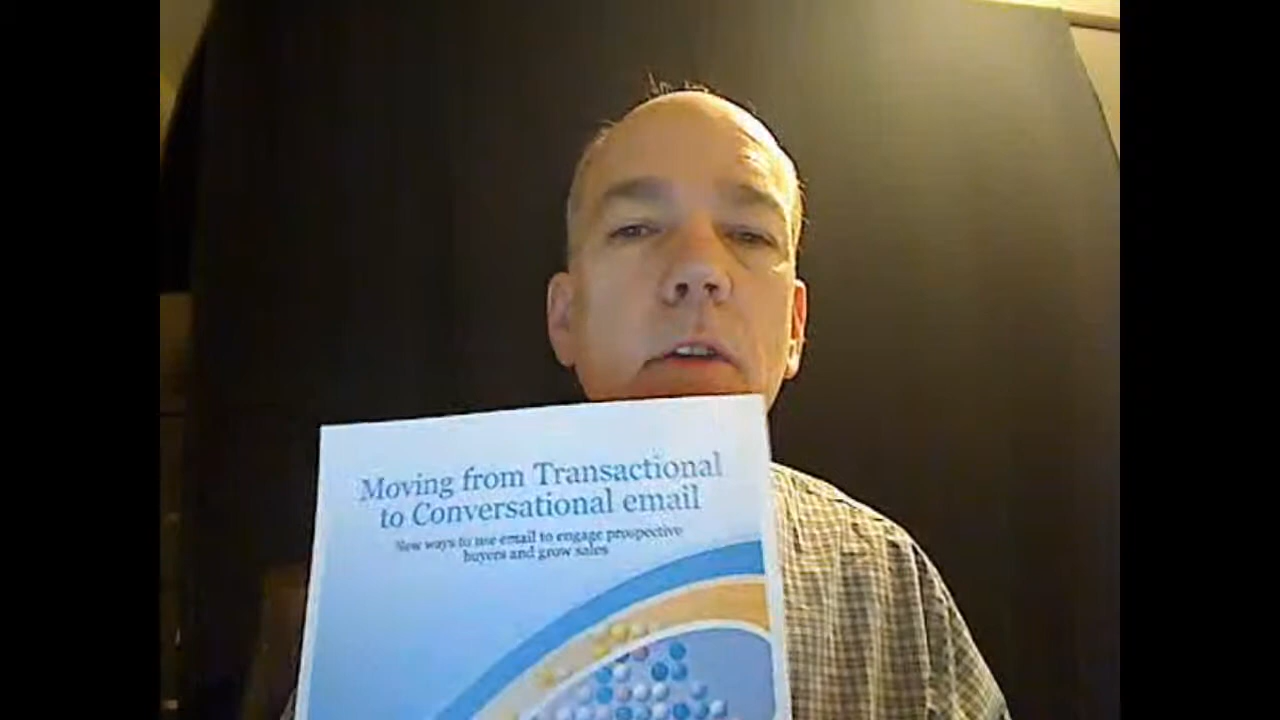 Moving from Transactional
to Conversational email
New ways to use email to engage prospective
buyers and grow sales